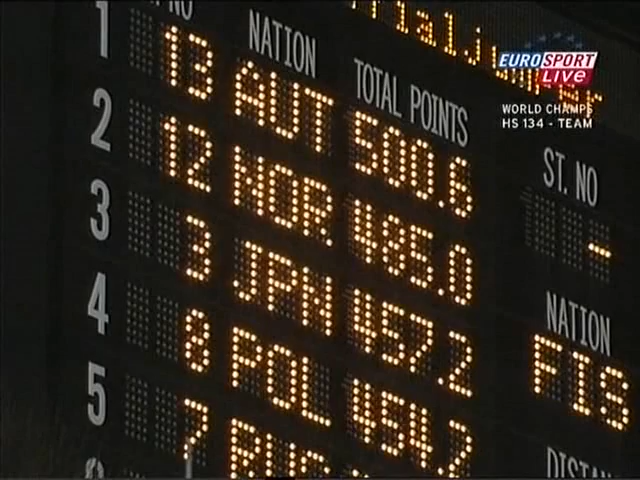 NO NATION TOTAL POINTS
1 13 AUT 500.6
2 12 NOR 485.0
3 3 JPN 457.2
4 8 POL 454.2
5 7
ST. NO
-
NATION
FIS
EUROSPORT
LIVE
WORLD CHAMPS
HS 134 - TEAM